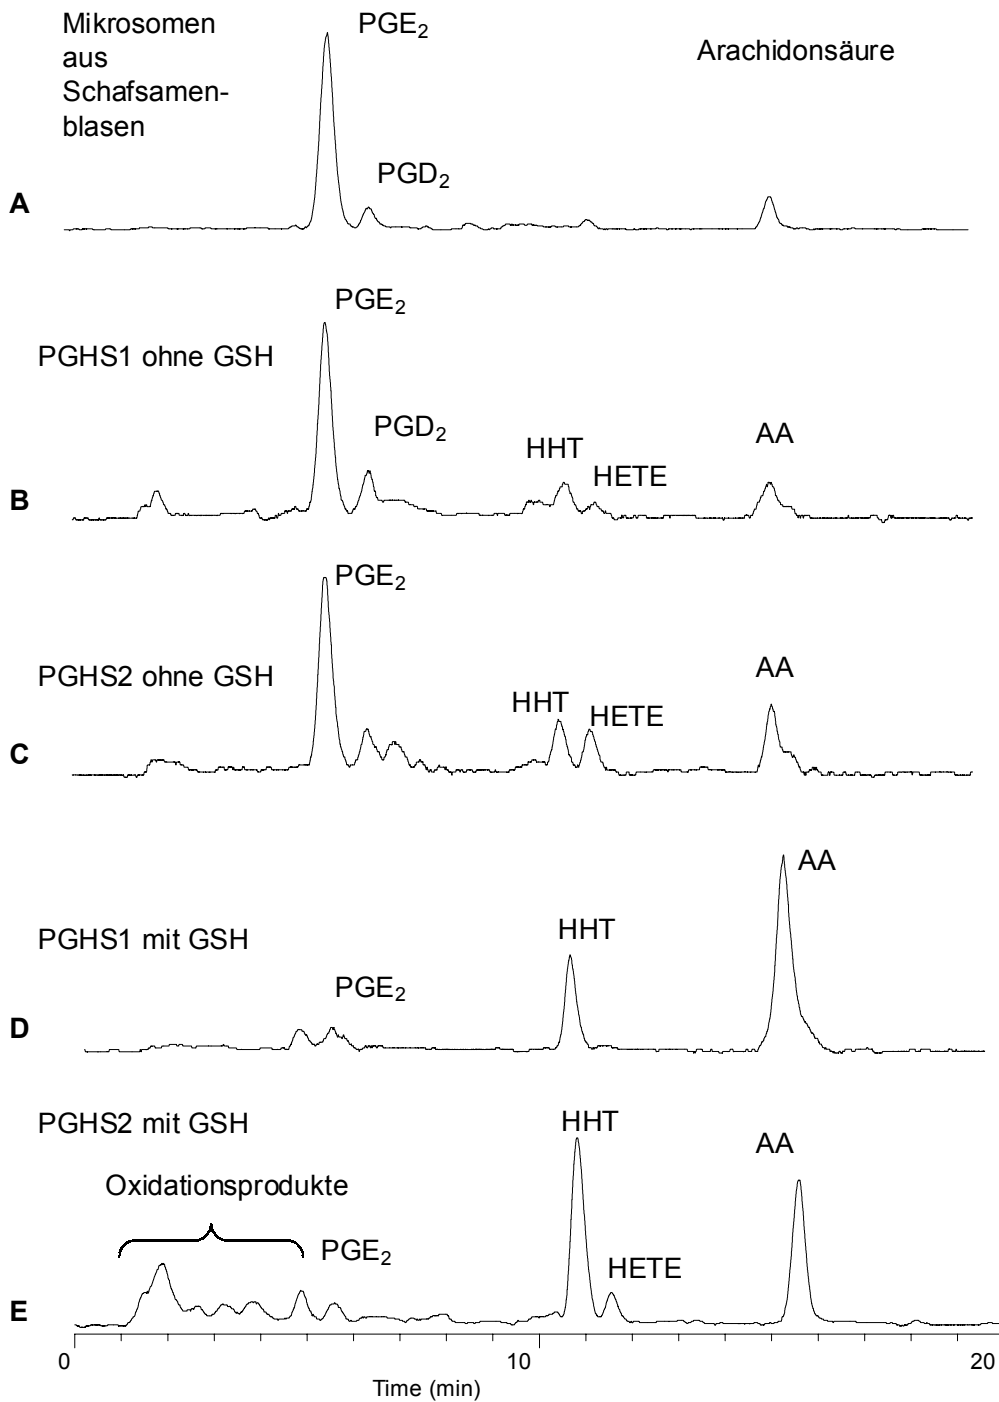 Mikrosomen
aus
Schafsamen-
blasen
PGE₂
Arachidonsäure
PGD₂
A
PGE₂
PGHS1 ohne GSH
PGD₂
HHT
AA
HETE
B
PGE₂
PGHS2 ohne GSH
HHT
HETE
AA
C
AA
PGHS1 mit GSH
HHT
PGE₂
D
PGHS2 mit GSH
HHT
AA
Oxidationsprodukte
PGE₂
HETE
E
0 10 20
Time (min)